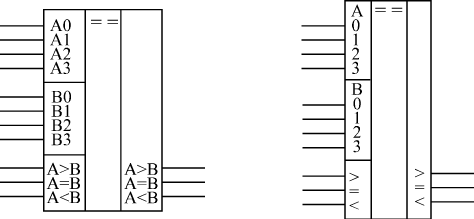 A0 ==
A1
A2
A3
B0
B1
B2
B3
A>B A>B
A=B A=B
A<B A<B
A ==
0
1
2
3
B
0
1
2
3
> >
= =
< <